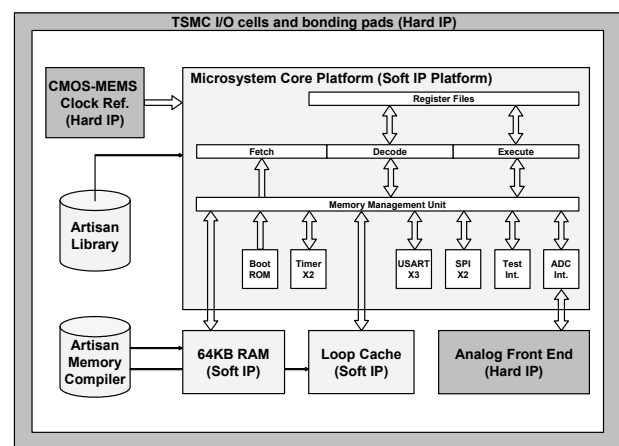 TSMC I/O cells and bonding pads (Hard IP)
CMOS-MEMS
Clock Ref.
(Hard IP)
Microsystem Core Platform (Soft IP Platform)
Register Files
Fetch
Decode
Execute
Memory Management Unit
Artisan
Library
Boot
ROM
Timer
X2
USART
X3
SPI
X2
Test
Int.
ADC
Int.
Artisan
Memory
Compiler
64KB RAM
(Soft IP)
Loop Cache
(Soft IP)
Analog Front End
(Hard IP)